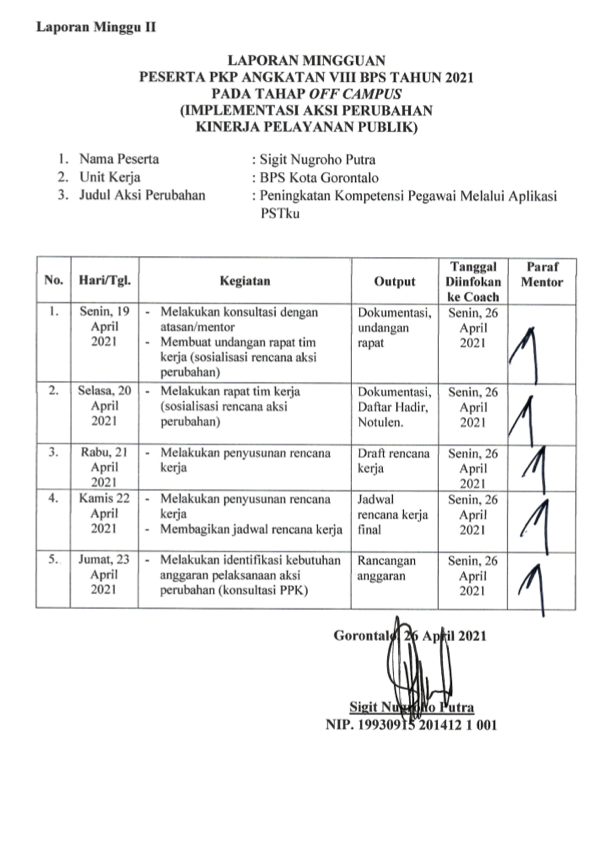 Laporan Minggu II
LAPORAN MINGGUAN
PESERTA PKP ANGKATAN VIII BPS TAHUN 2021
PADA TAHAP OFF CAMPUS
(IMPLEMENTASI AKSI PERUBAHAN
KINERJA PELAYANAN PUBLIK)
1. Nama Peserta : Sigit Nugroho Putra
2. Unit Kerja : BPS Kota Gorontalo
3. Judul Aksi Perubahan : Peningkatan Kompetensi Pegawai Melalui Aplikasi
PSTku
No. Hari/Tgl. Kegiatan Output Tanggal Diinfokan ke Coach Paraf Mentor
1. Senin, 19 - Melakukan konsultasi dengan Dokumentasi, Senin, 26
April atasan/mentor undangan April
2021 - Membuat undangan rapat tim rapat 2021
kerja (sosialisasi rencana aksi
perubahan)
2. Selasa, 20 - Melakukan rapat tim kerja Dokumentasi, Senin, 26
April (sosialisasi rencana aksi Daftar Hadir, April
2021 perubahan) Notulen. 2021
3. Rabu, 21 - Melakukan penyusunan rencana Draft rencana Senin, 26
April kerja kerja April
2021 2021
4. Kamis 22 - Melakukan penyusunan rencana Jadwal Senin, 26
April kerja rencana kerja April
2021 - Membagikan jadwal rencana kerja final 2021
5. Jumat, 23 - Melakukan identifikasi kebutuhan Rancangan Senin, 26
April anggaran pelaksanaan aksi anggaran April
2021 perubahan (konsultasi PPK) 2021
Gorontalo, 26 April 2021
Sigit Nugroho Putra
NIP. 19930915 201412 1 001